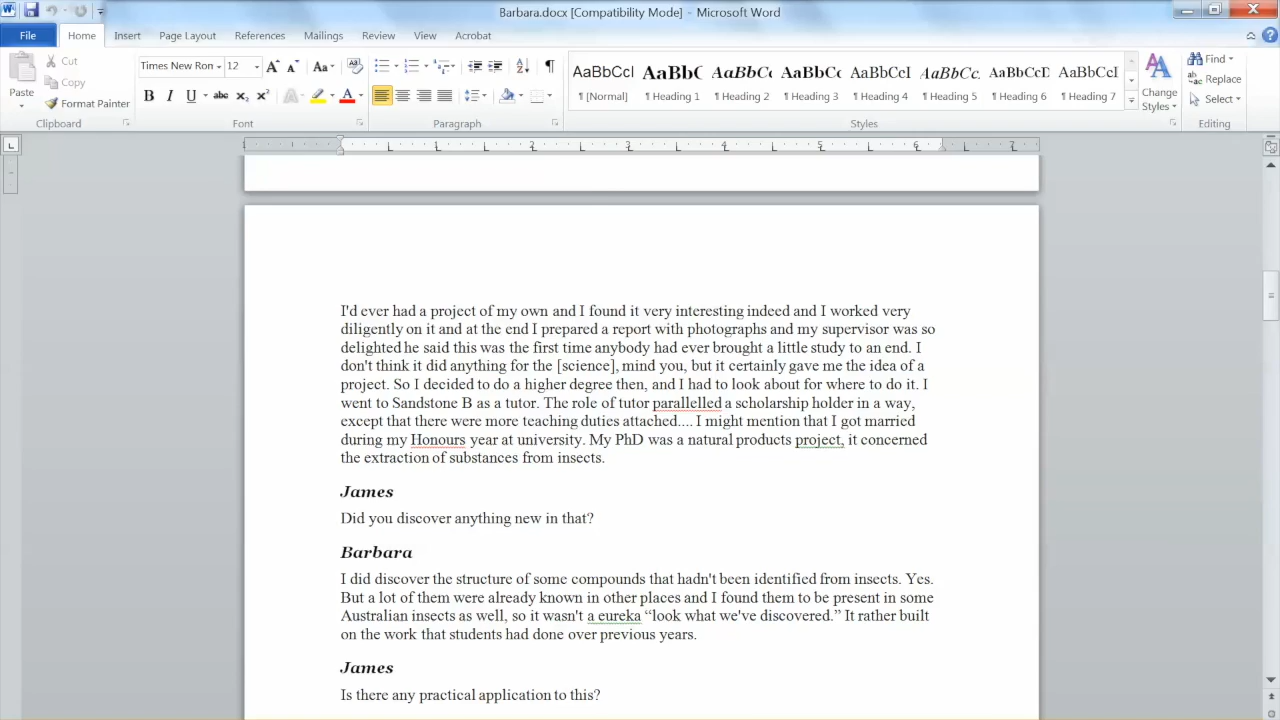 Barbara.docx [Compatibility Mode] - Microsoft Word
File Home Insert Page Layout References Mailings Review View Acrobat
Paste
Cut
Copy
Format Painter
Clipboard
Times New Ron 12
Font
Paragraph
AaBbCcI AaBbC AaBbCc AaBbCc AaBbCcI AaBbCc. AaBbCcD AaBbCcI
¶ [Normal] ¶ Heading 1 ¶ Heading 2 ¶ Heading 3 ¶ Heading 4 ¶ Heading 5 ¶ Heading 6 ¶ Heading 7
Change Styles
Styles
Find
Replace
Select
Editing
1 1 2 3 4 5 6 7
I'd ever had a project of my own and I found it very interesting indeed and I worked very
diligently on it and at the end I prepared a report with photographs and my supervisor was so
delighted he said this was the first time anybody had ever brought a little study to an end. I
don't think it did anything for the [science], mind you, but it certainly gave me the idea of a
project. So I decided to do a higher degree then, and I had to look about for where to do it. I
went to Sandstone B as a tutor. The role of tutor parallelled a scholarship holder in a way,
except that there were more teaching duties attached.... I might mention that I got married
during my Honours year at university. My PhD was a natural products project, it concerned
the extraction of substances from insects.
James
Did you discover anything new in that?
Barbara
I did discover the structure of some compounds that hadn't been identified from insects. Yes.
But a lot of them were already known in other places and I found them to be present in some
Australian insects as well, so it wasn't a eureka “look what we've discovered.” It rather built
on the work that students had done over previous years.
James
Is there any practical application to this?